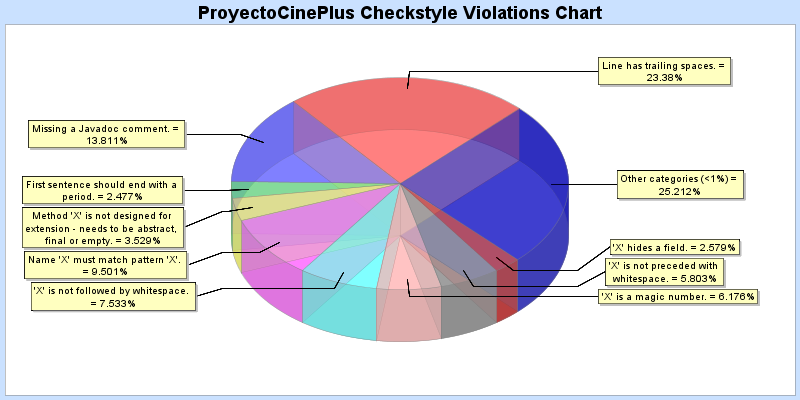 ProyectoCinePlus Checkstyle Violations Chart
Line has trailing spaces. =
23.38%
Missing a Javadoc comment. =
13.811%
Other categories (<1%) =
25.212%
First sentence should end with a
period. = 2.477%
Method 'X' is not designed for
extension - needs to be abstract,
final or empty. = 3.529%
Name 'X' must match pattern 'X'.
= 9.501%
'X' is not followed by whitespace.
= 7.533%
'X' hides a field. = 2.579%
'X' is not preceded with
whitespace. = 5.803%
'X' is a magic number. = 6.176%